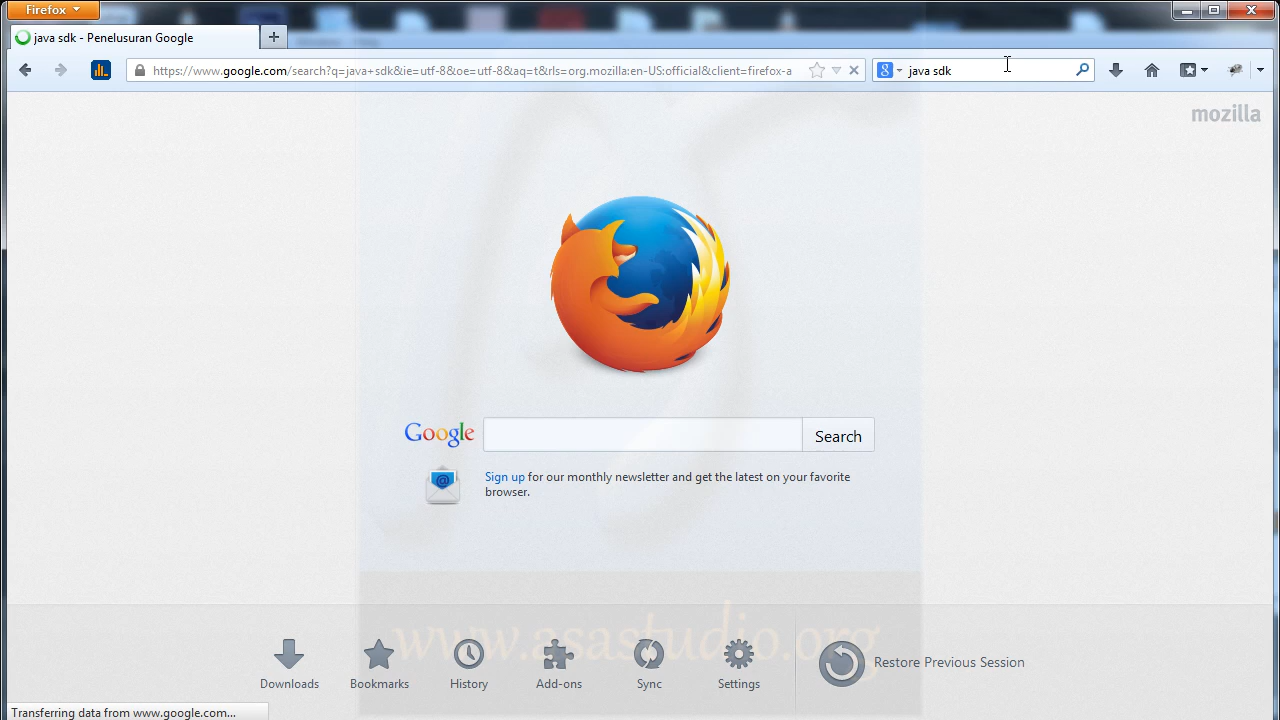 Firefox
java sdk - Penelusuran Google
https://www.google.com/search?q=java+sdk&ie=utf-8&oe=utf-8&aq=t&rls=org.mozilla:en-US:official&client=firefox-a
java sdk
mozilla
Google
Search
Sign up for our monthly newsletter and get the latest on your favorite
browser.
www.asastudio.org
Downloads
Bookmarks
History
Add-ons
Sync
Settings
Restore Previous Session
Transferring data from www.google.com...